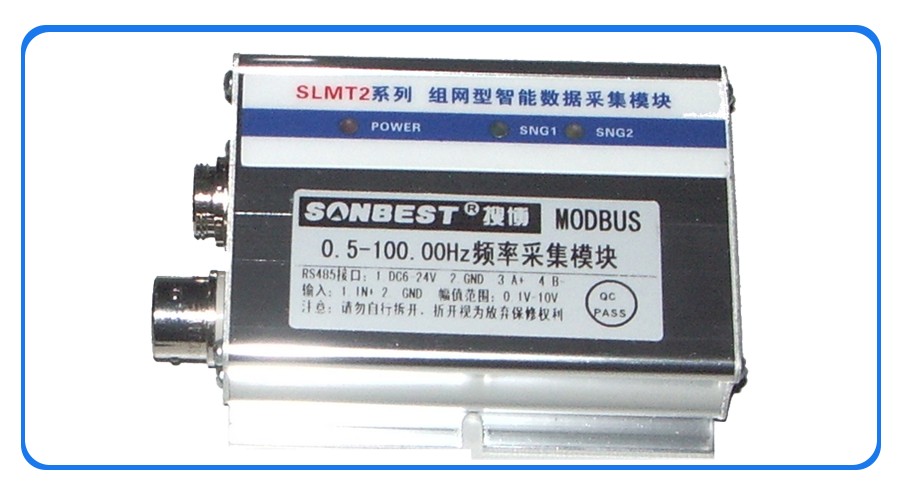 SLMT2系列 组网型智能数据采集模块
POWER SNG1 SNG2
SONBEST® 搜博 MODBUS
0.5-100.00Hz频率采集模块
RS485接口: 1 DC6-24V 2 GND 3 A+ 4 B-
输入: 1 IN+ 2 GND 幅值范围: 0.1V-10V
注意: 请勿自行拆开、拆开视为放弃保修权利
QC
PASS